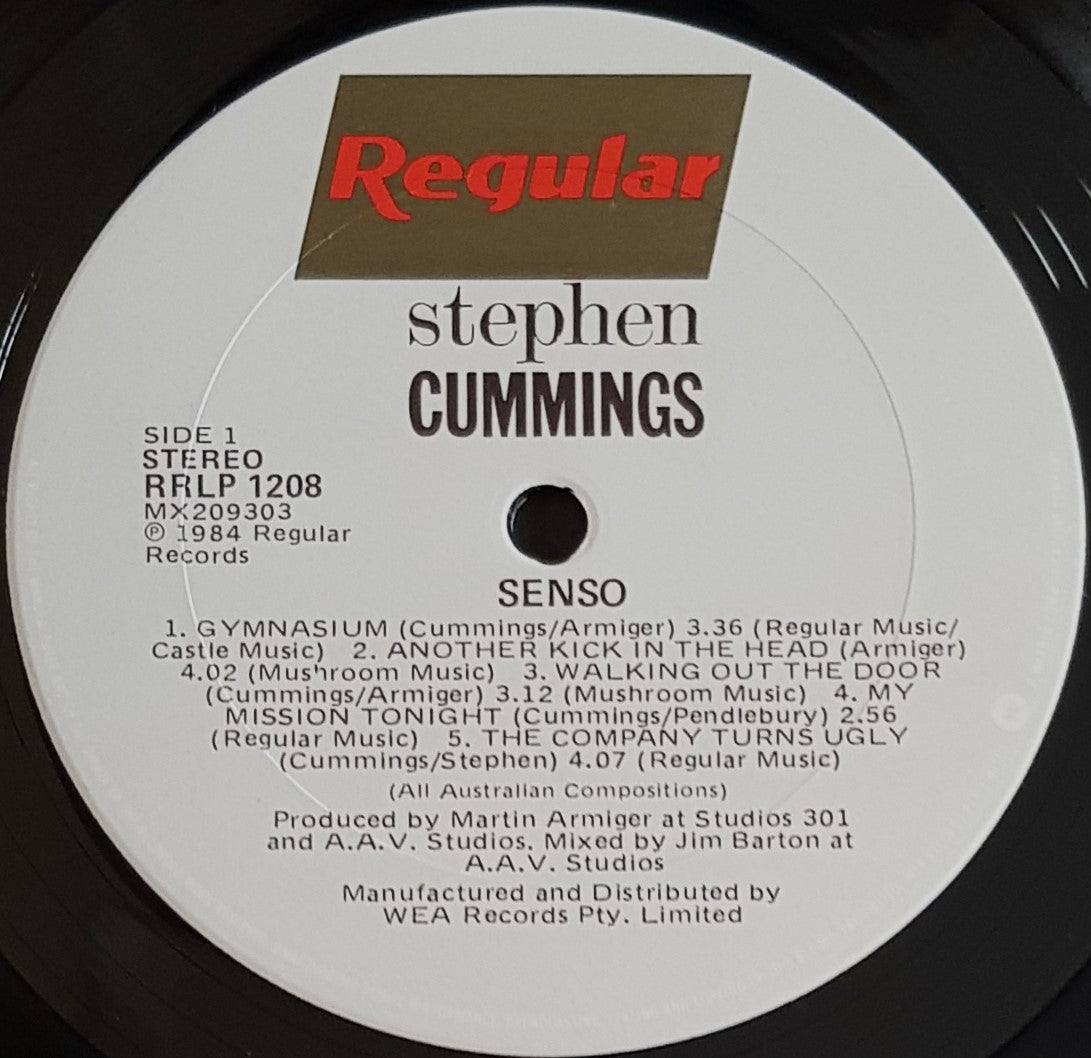 Regular
stephen
CUMMINGS
SIDE 1
STEREO
RRLP 1208
MX209303
℗ 1984 Regular
Records
SENSO
1. GYMNASIUM (Cummings/Armiger) 3.36 (Regular Music/
Castle Music) 2. ANOTHER KICK IN THE HEAD (Armiger)
4.02 (Mushroom Music) 3. WALKING OUT THE DOOR
(Cummings/Armiger) 3.12 (Mushroom Music) 4. MY
MISSION TONIGHT (Cummings/Pendlebury) 2.56
(Regular Music) 5. THE COMPANY TURNS UGLY
(Cummings/Stephen) 4.07 (Regular Music)
(All Australian Compositions)
Produced by Martin Armiger at Studios 301
and A.A.V. Studios. Mixed by Jim Barton at
A.A.V. Studios
Manufactured and Distributed by
WEA Records Pty. Limited